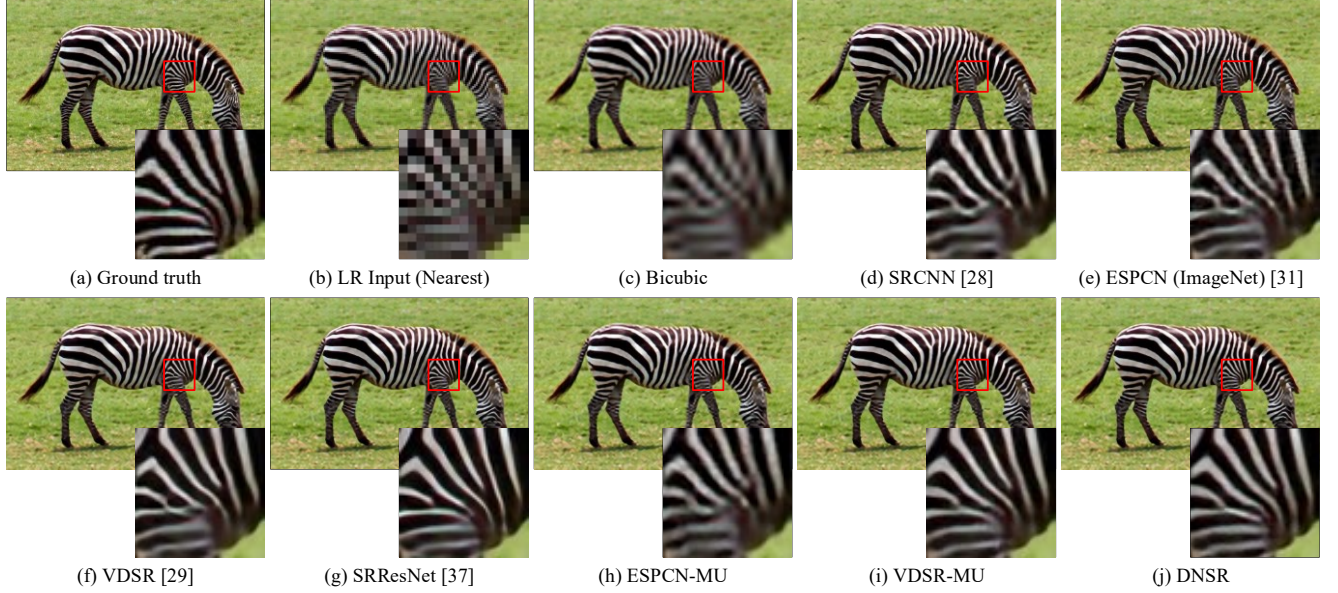 (a) Ground truth
(b) LR Input (Nearest)
(c) Bicubic
(d) SRCNN [28]
(e) ESPCN (ImageNet) [31]
(f) VDSR [29]
(g) SRResNet [37]
(h) ESPCN-MU
(i) VDSR-MU
(j) DNSR